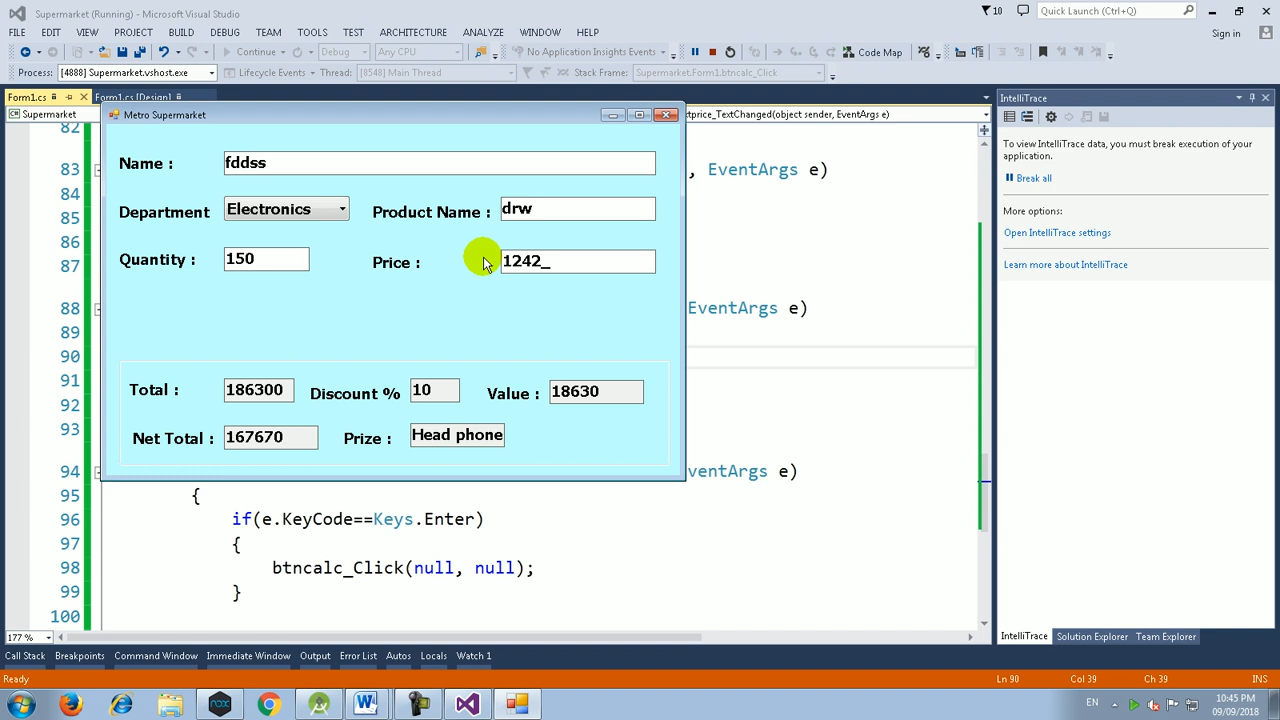 Supermarket (Running) - Microsoft Visual Studio
10
Quick Launch (Ctrl+Q)
FILE EDIT VIEW PROJECT BUILD DEBUG TEAM TOOLS TEST ARCHITECTURE ANALYZE WINDOW HELP
Sign in
Continue Debug Any CPU No Application Insights Events Code Map
Process: [4888] Supermarket.vshost.exe Lifecycle Events Thread: [8548] Main Thread Stack Frame: Supermarket.Form1.btncalc_Click
Form1.cs Form1.cs [Design]
Supermarket
tprice_TextChanged(object sender, EventArgs e)
Metro Supermarket
Name : fddss
Department Electronics Product Name : drw
Quantity : 150 Price : 1242_
Total : 186300 Discount % 10 Value : 18630
Net Total : 167670 Prize : Head phone
82
83 , EventArgs e)
84
85
86
87
88 EventArgs e)
89
90
91
92
93
94 ventArgs e)
95 {
96 if(e.KeyCode==Keys.Enter)
97 {
98 btncalc_Click(null, null);
99 }
100
177 %
IntelliTrace
To view IntelliTrace data, you must break execution of your
application.
Break all
More options:
Open IntelliTrace settings
Learn more about IntelliTrace
IntelliTrace Solution Explorer Team Explorer
Call Stack Breakpoints Command Window Immediate Window Output Error List Autos Locals Watch 1
Ready Ln 90 Col 39 Ch 39 INS
EN
10:45 PM
09/09/2018